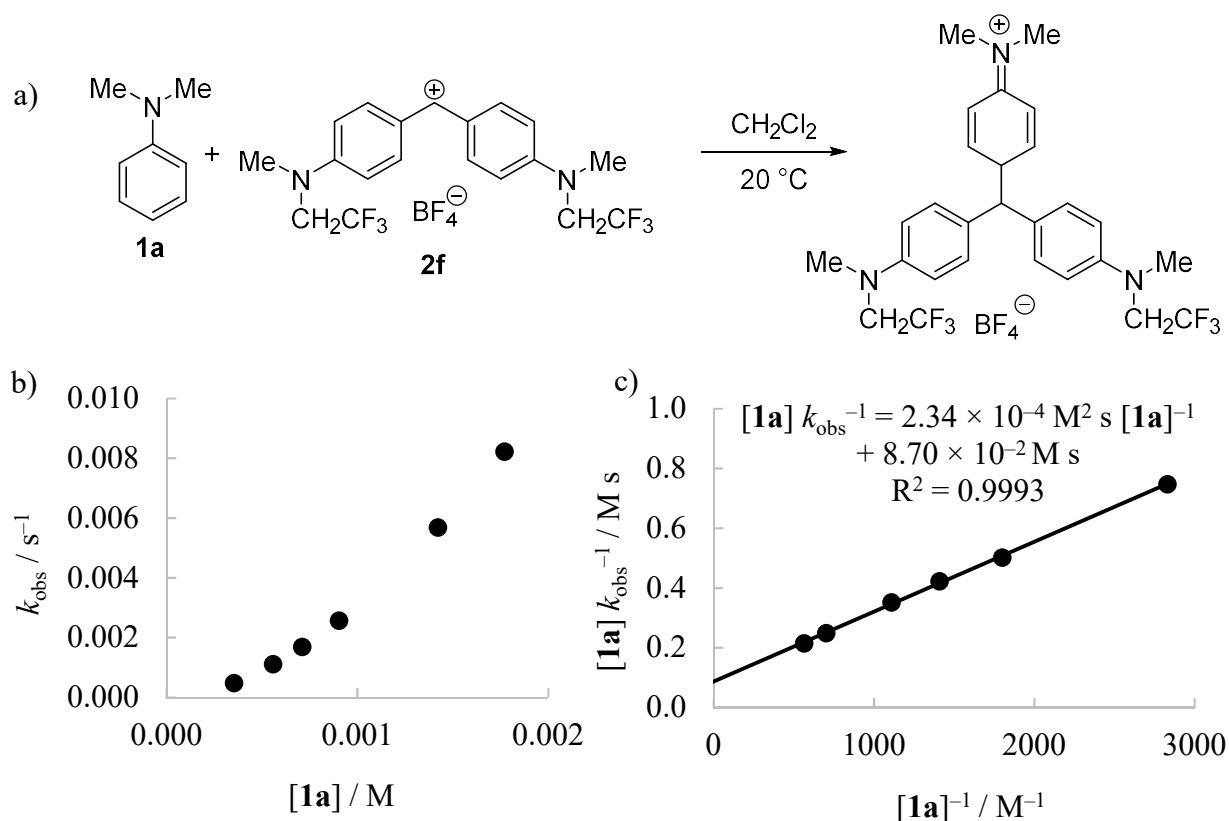 a)
Me
N
Me
1a
+
⊕
Me
N
CH₂CF₃
BF₄⊖
N
Me
CH₂CF₃
2f
CH₂Cl₂
20 °C
⊕
Me
N
Me
Me
N
CH₂CF₃
BF₄⊖
N
Me
CH₂CF₃
b)
0.010
0.008
0.006
0.004
0.002
0.000
kobs / s–1
0.000
0.001
0.002
[1a] / M
c)
[1a] kobs–1 = 2.34 × 10–4 M2 s [1a]–1
+ 8.70 × 10–2 M s
R2 = 0.9993
1.0
0.8
0.6
0.4
0.2
0.0
[1a] kobs–1 / M s
0
1000
2000
3000
[1a]–1 / M–1